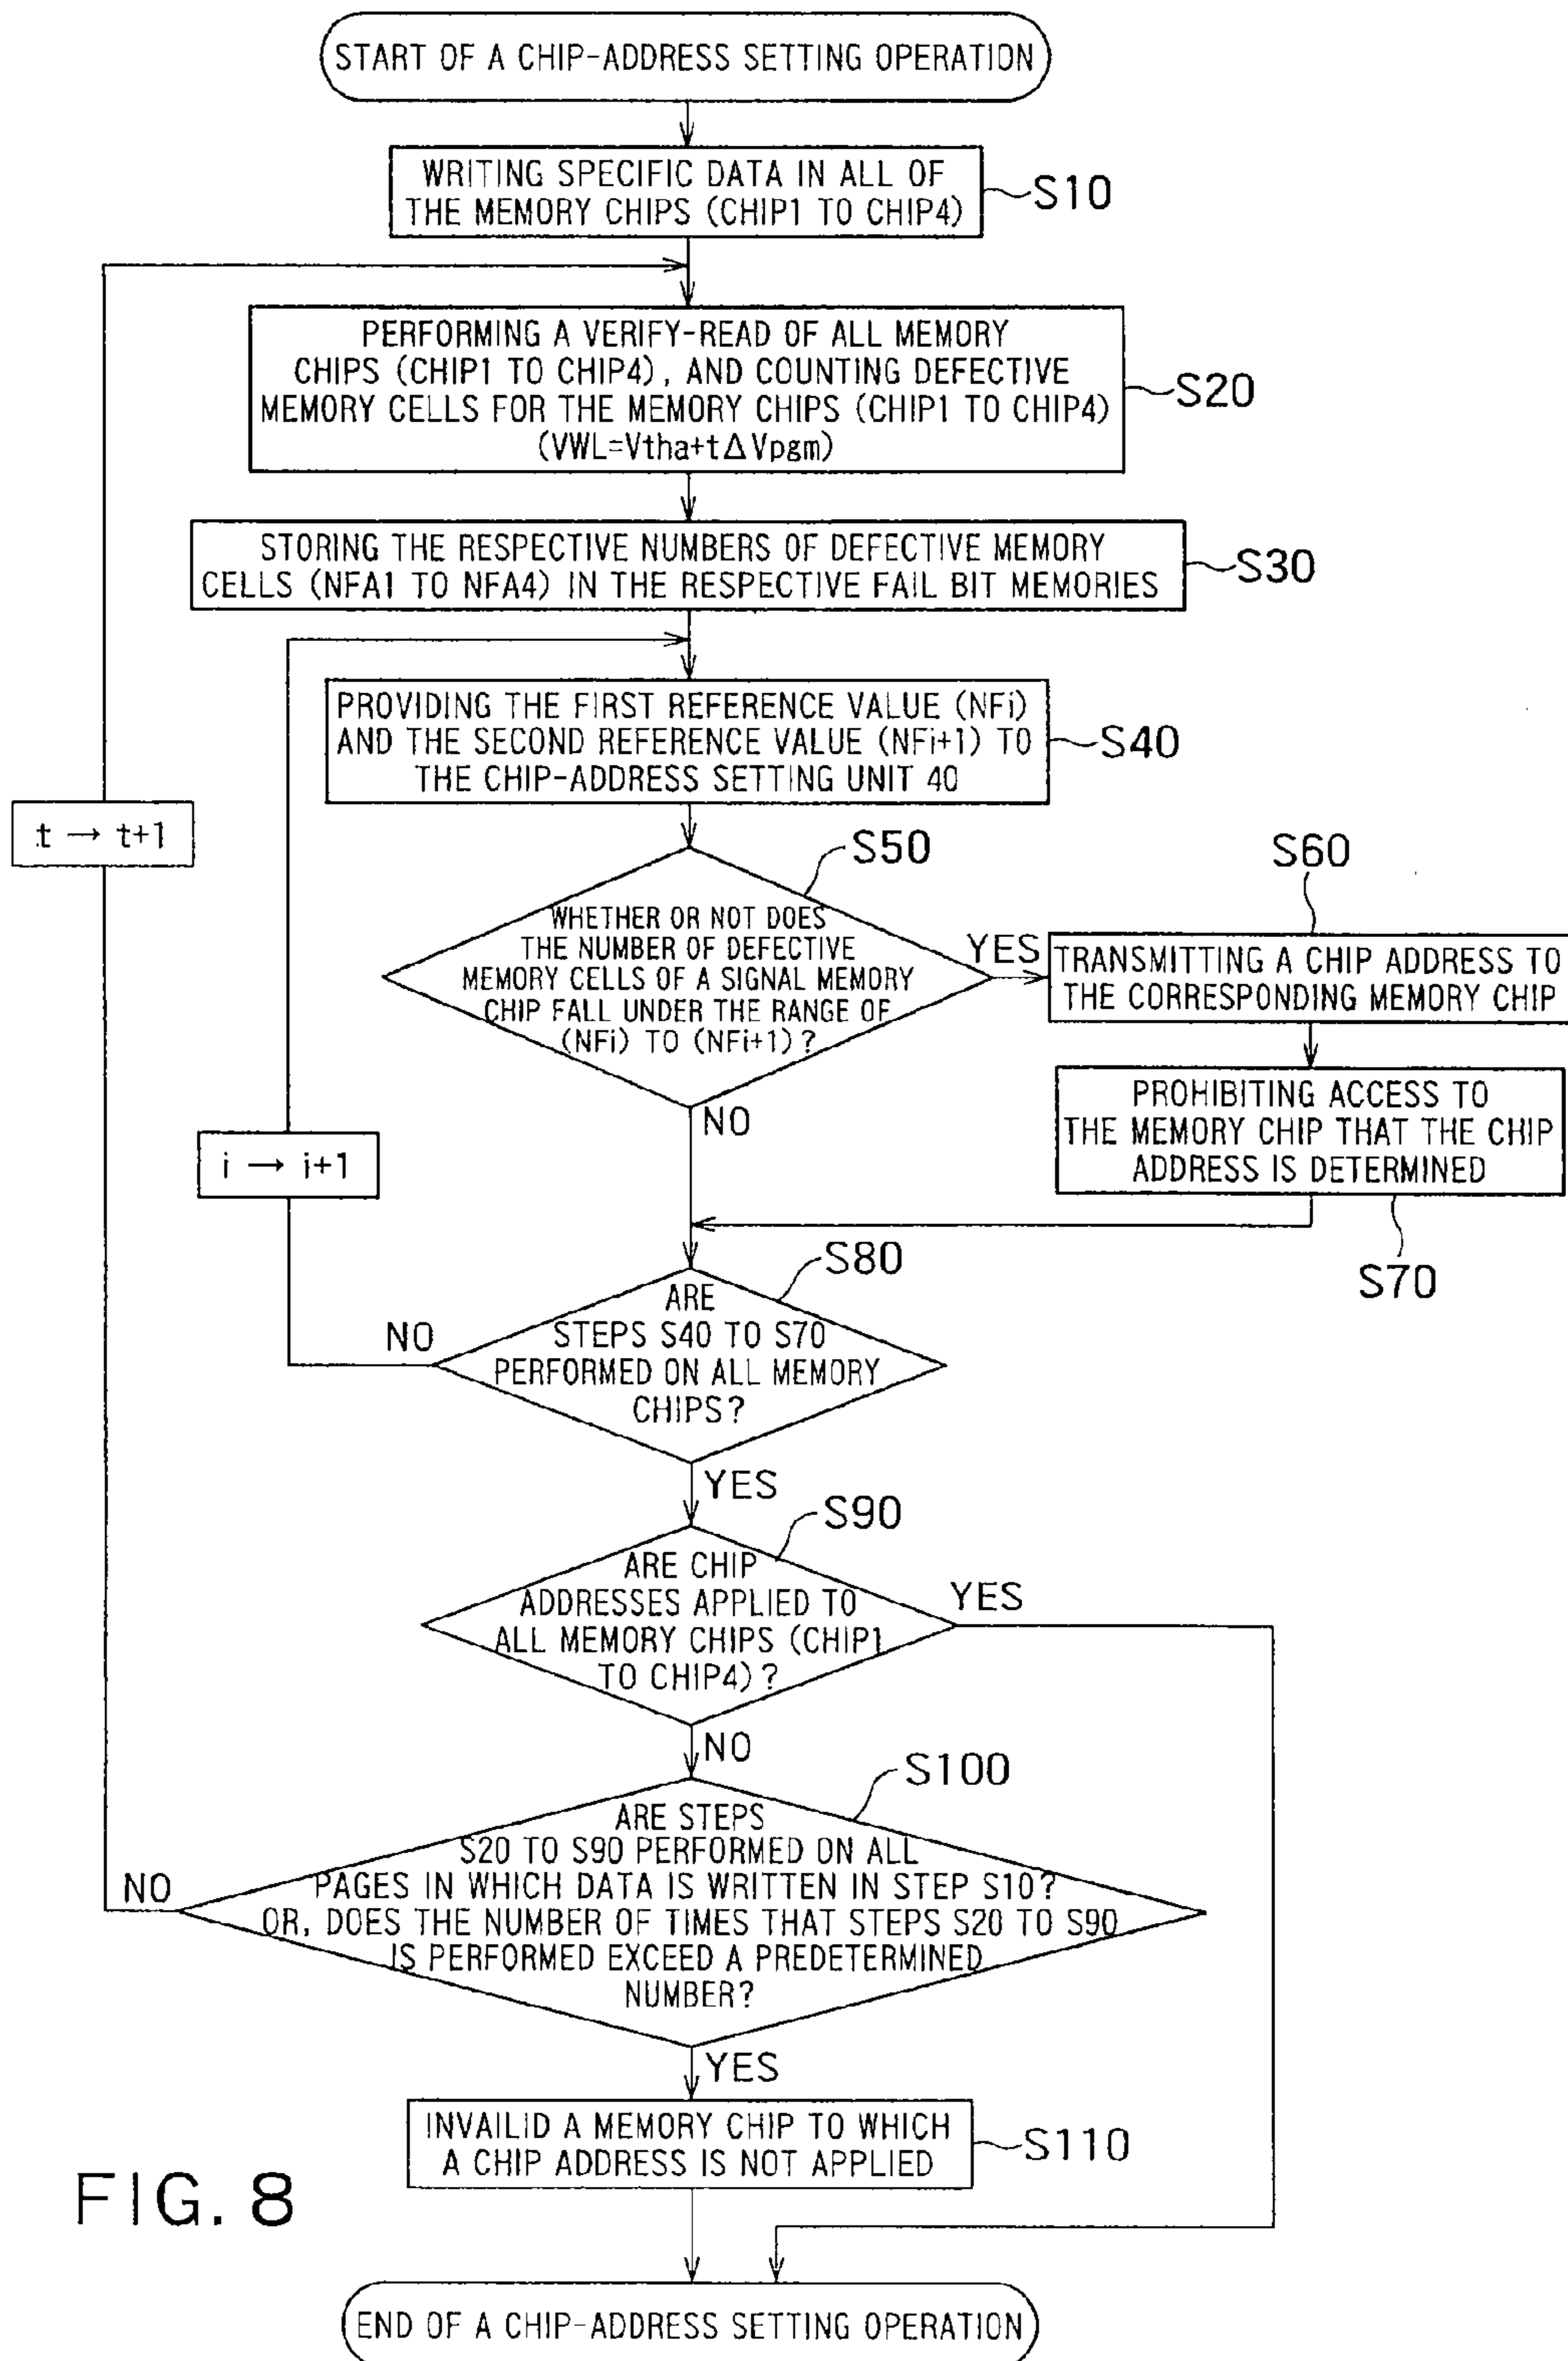 START OF A CHIP-ADDRESS SETTING OPERATION
WRITING SPECIFIC DATA IN ALL OF
THE MEMORY CHIPS (CHIP1 TO CHIP4)
S10
PERFORMING A VERIFY-READ OF ALL MEMORY
CHIPS (CHIP1 TO CHIP4), AND COUNTING DEFECTIVE
MEMORY CELLS FOR THE MEMORY CHIPS (CHIP1 TO CHIP4)
(VWL=Vtha+tΔVpgm)
S20
STORING THE RESPECTIVE NUMBERS OF DEFECTIVE MEMORY
CELLS (NFA1 TO NFA4) IN THE RESPECTIVE FAIL BIT MEMORIES
S30
PROVIDING THE FIRST REFERENCE VALUE (NFi)
AND THE SECOND REFERENCE VALUE (NFi+1) TO
THE CHIP-ADDRESS SETTING UNIT 40
S40
t → t+1
S50
WHETHER OR NOT DOES
THE NUMBER OF DEFECTIVE
MEMORY CELLS OF A SIGNAL MEMORY
CHIP FALL UNDER THE RANGE OF
(NFi) TO (NFi+1)?
YES
S60
TRANSMITTING A CHIP ADDRESS TO
THE CORRESPONDING MEMORY CHIP
PROHIBITING ACCESS TO
THE MEMORY CHIP THAT THE CHIP
ADDRESS IS DETERMINED
S70
NO
i → i+1
S80
ARE
STEPS S40 TO S70
PERFORMED ON ALL MEMORY
CHIPS?
NO
YES
S90
ARE CHIP
ADDRESSES APPLIED TO
ALL MEMORY CHIPS (CHIP1
TO CHIP4)?
YES
NO
S100
ARE STEPS
S20 TO S90 PERFORMED ON ALL
PAGES IN WHICH DATA IS WRITTEN IN STEP S10?
OR, DOES THE NUMBER OF TIMES THAT STEPS S20 TO S90
IS PERFORMED EXCEED A PREDETERMINED
NUMBER?
NO
YES
INVAILID A MEMORY CHIP TO WHICH
A CHIP ADDRESS IS NOT APPLIED
S110
FIG. 8
END OF A CHIP-ADDRESS SETTING OPERATION